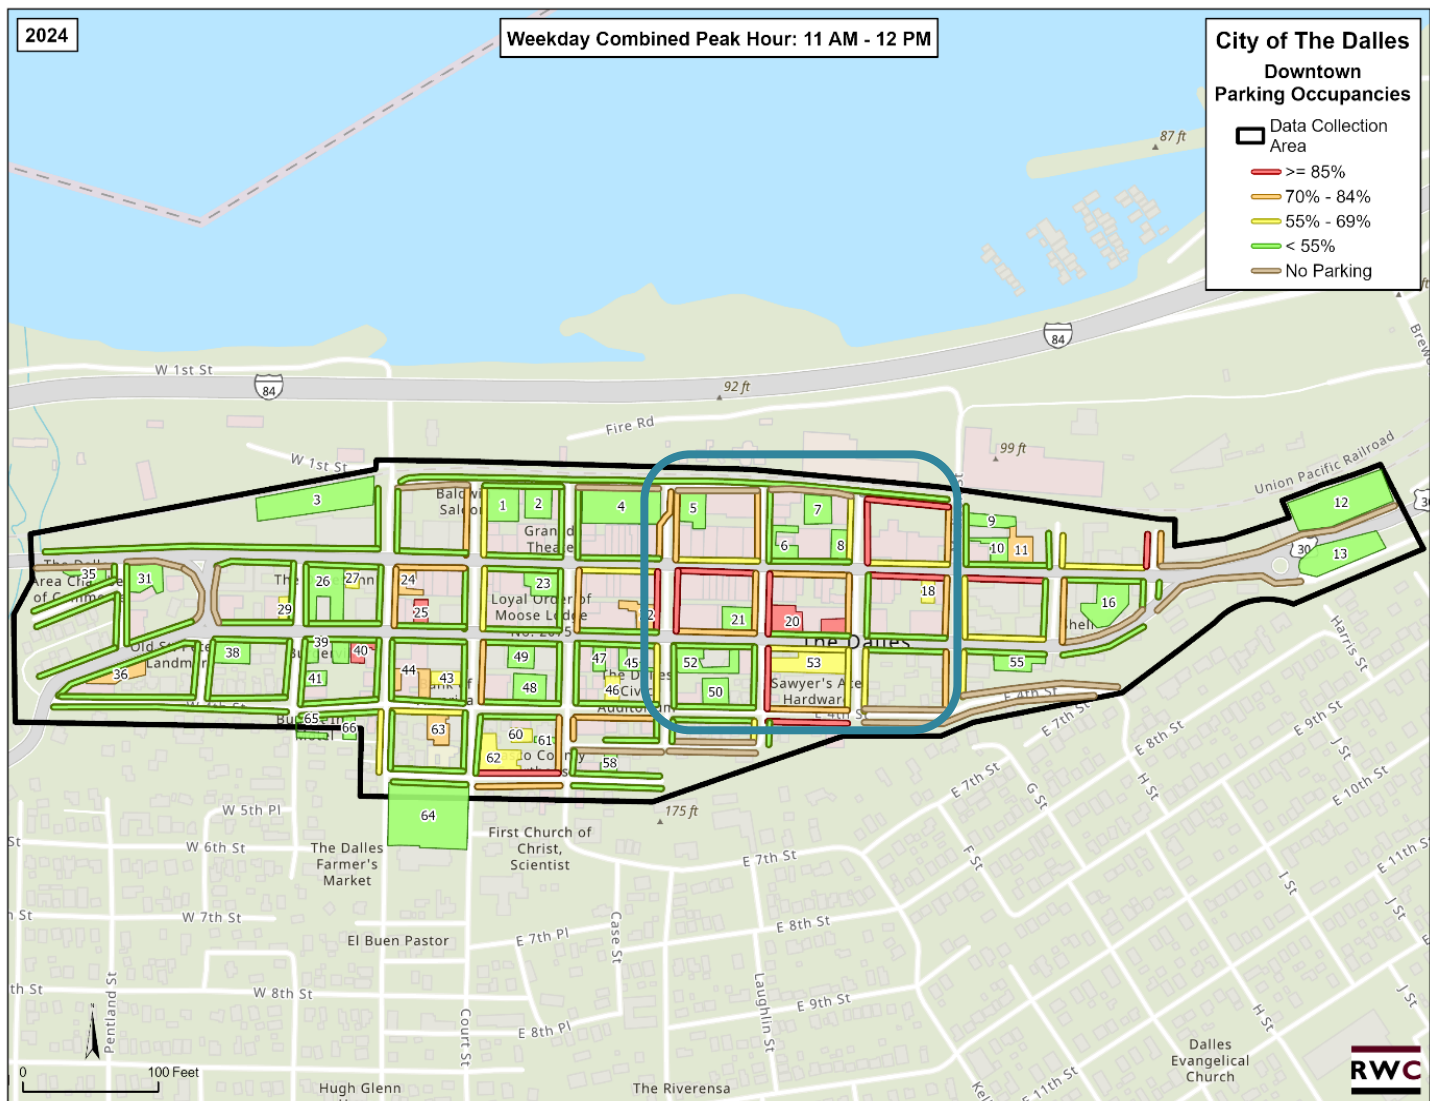 2024
Weekday Combined Peak Hour: 11 AM - 12 PM
City of The Dalles
Downtown
Parking Occupancies
Data Collection
Area
>= 85%
70% - 84%
55% - 69%
< 55%
No Parking
87 ft
84
W 1st St
84
92 ft
Fire Rd
99 ft
W 1st St
Union Pacific Railroad
3
1
2
4
5
7
9
12
6
8
10
11
30
13
35
31
26
27
24
23
18
16
29
25
21
20
Loyal Order of
Moose Lodge
The Dalles
38
39
40
49
47
45
52
53
55
36
41
44
43
48
46
50
Sawyer's Ace
Hardware
E 4th St
E 4th St
65
66
63
60
61
62
58
64
175 ft
W 5th Pl
W 6th St
The Dalles
Farmer's
Market
First Church of
Christ,
Scientist
E 7th St
E 7th St
E 7th St
E 8th St
E 9th St
E 10th St
E 11th St
Harris St
F St
G St
H St
I St
J St
J St
J St
W 7th St
El Buen Pastor
E 7th Pl
E 8th St
Case St
Laughlin St
W 8th St
E 8th Pl
E 9th St
Pentland St
Court St
H St
E 11th St
Dalles
Evangelical
Church
0
100 Feet
Hugh Glenn
The Riverensa
RWC